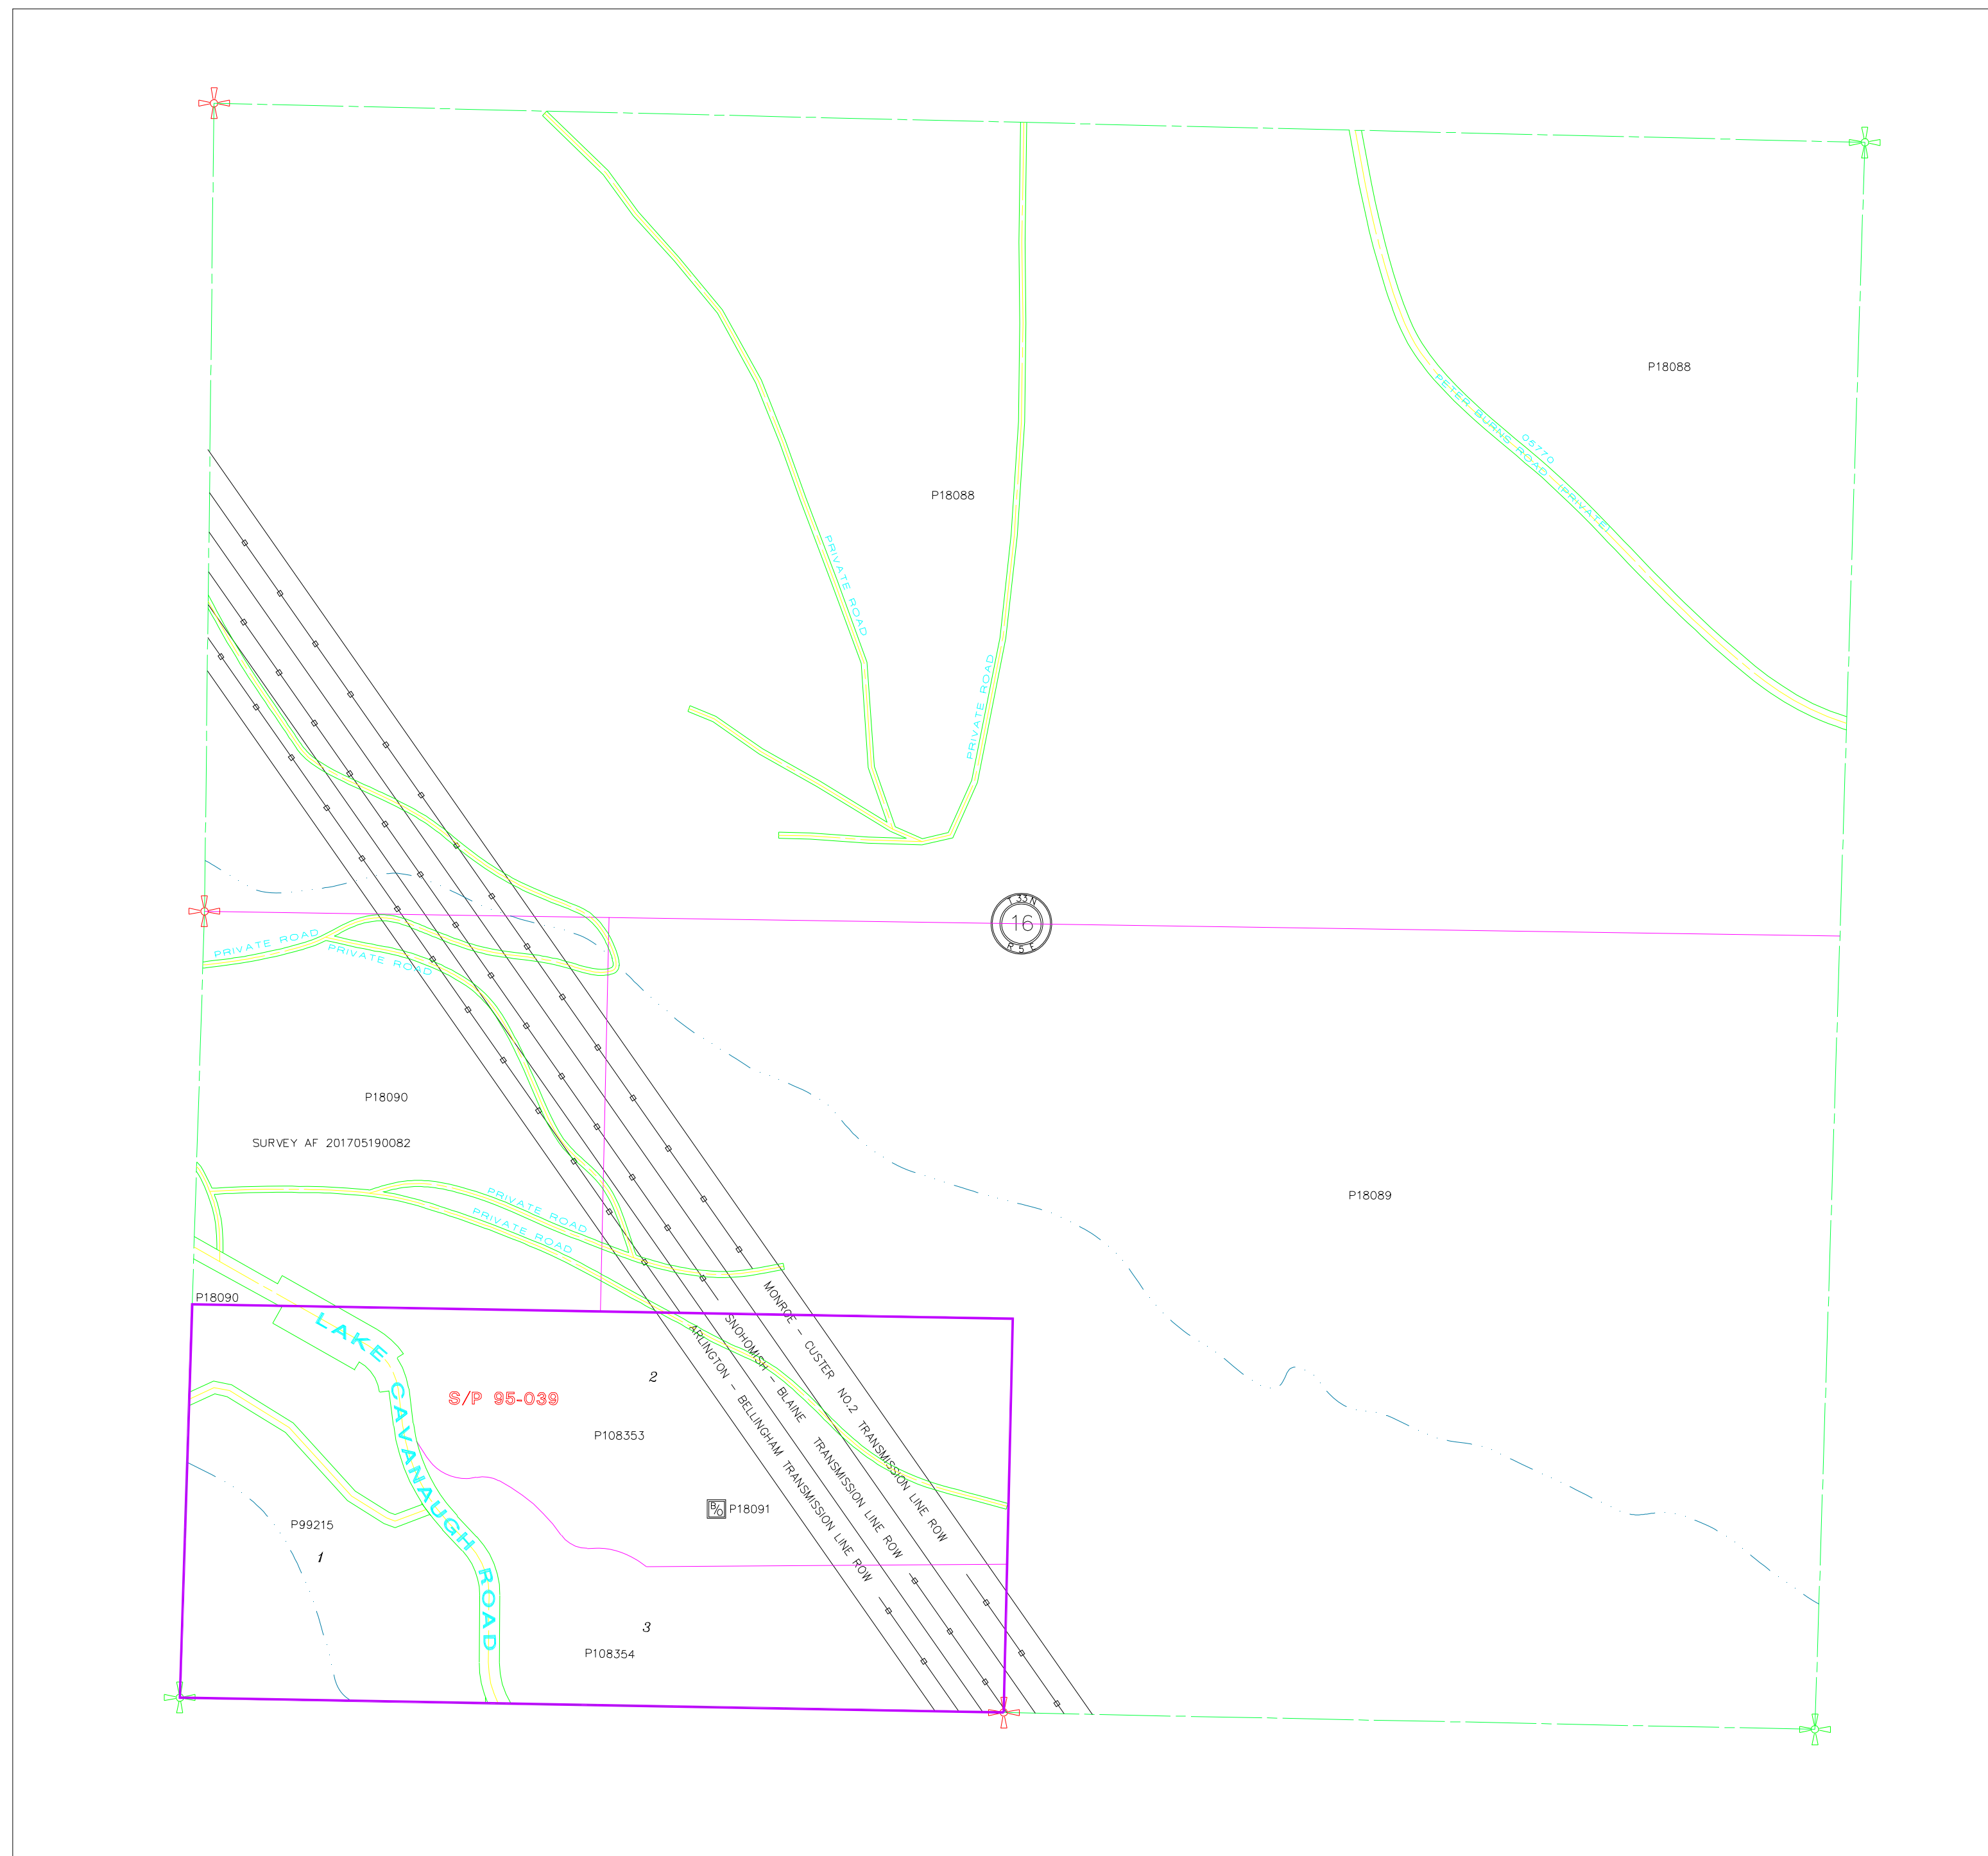 P18088
05770
PETER BURNS ROAD (PRIVATE)
P18088
PRIVATE ROAD
PRIVATE ROAD
T 33 N
16
R 5 E
PRIVATE ROAD
PRIVATE ROAD
P18090
SURVEY AF 201705190082
PRIVATE ROAD
PRIVATE ROAD
P18089
P18090
LAKE CAVANAUGH ROAD
MONROE - CUSTER NO.2 TRANSMISSION LINE ROW
SNOHOMISH - BLAINE TRANSMISSION LINE ROW
ARLINGTON - BELLINGHAM TRANSMISSION LINE ROW
2
S/P 95-039
P108353
B/O P18091
P99215
1
3
P108354